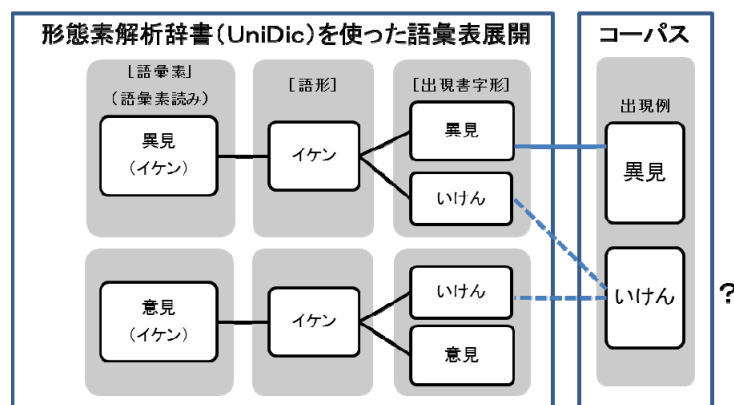 形態素解析辞書(UniDic)を使った語彙表展開
コーパス
[語彙素]
(語彙素読み)
[語形]
[出現書字形]
出現例
異見
(イケン)
イケン
異見
いけん
異見
意見
(イケン)
イケン
いけん
意見
いけん
?